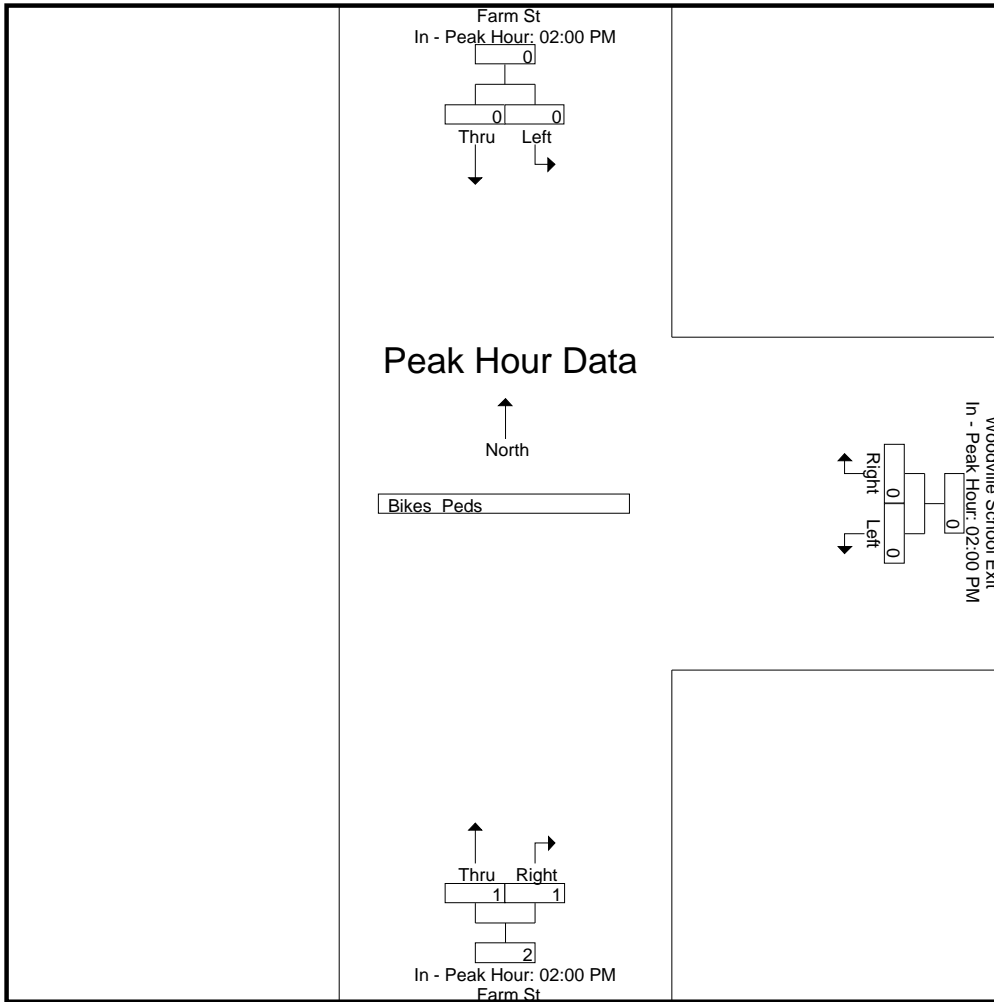 Farm St
In - Peak Hour: 02:00 PM
0
0 0
Thru Left
Peak Hour Data
North
Bikes Peds
Woodville School Exit
In - Peak Hour: 02:00 PM
0
Right Left
0 0
Thru Right
1 1
2
In - Peak Hour: 02:00 PM
Farm St